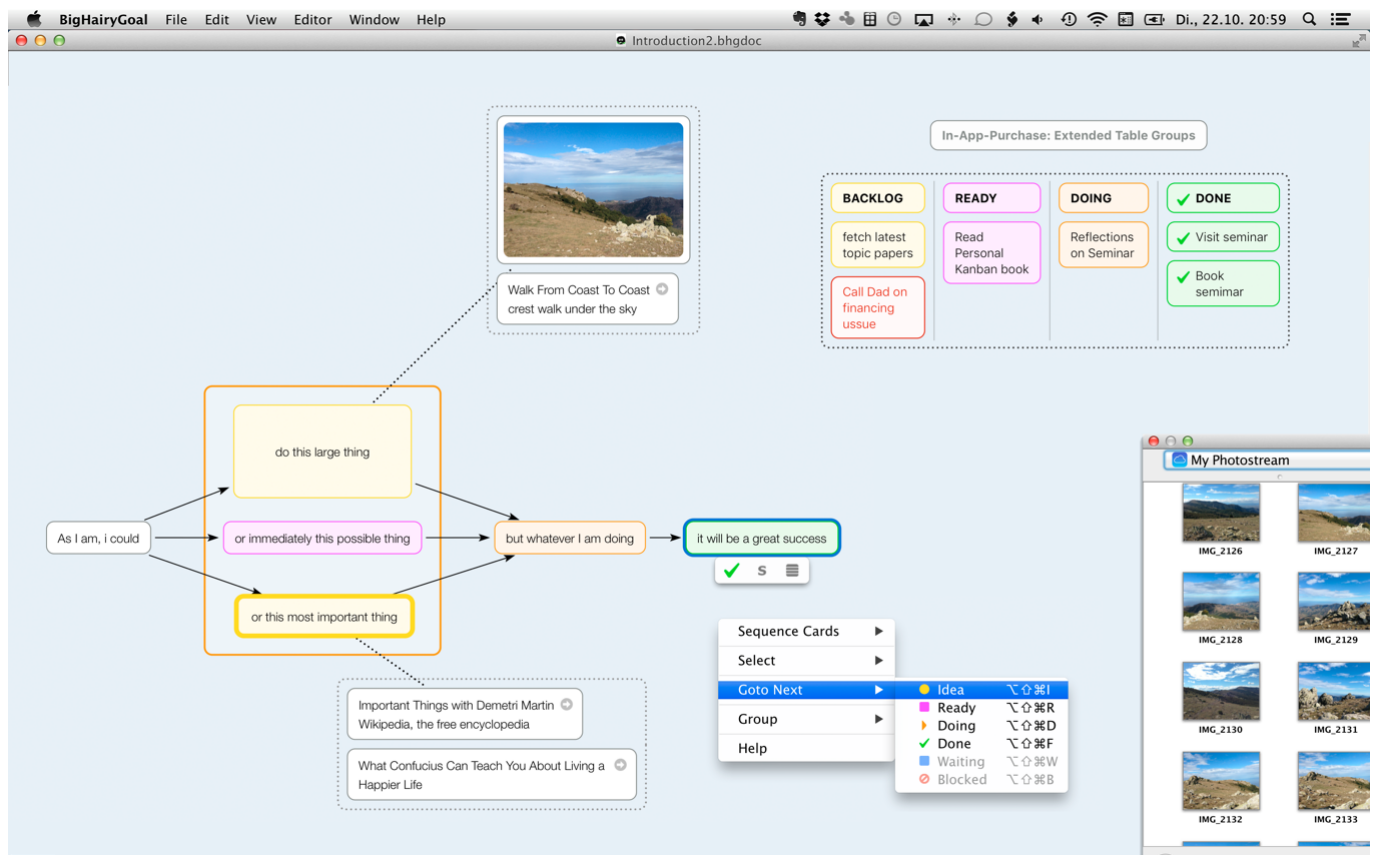 BigHairyGoal File Edit View Editor Window Help
Di., 22.10. 20:59
Introduction2.bhgdoc
Walk From Coast To Coast
crest walk under the sky
In-App-Purchase: Extended Table Groups
BACKLOG
fetch latest
topic papers
Call Dad on
financing
ussue
READY
Read
Personal
Kanban book
DOING
Reflections
on Seminar
DONE
Visit seminar
Book
semimar
do this large thing
As I am, i could
or immediately this possible thing
but whatever I am doing
it will be a great success
S
or this most important thing
Important Things with Demetri Martin
Wikipedia, the free encyclopedia
What Confucius Can Teach You About Living a
Happier Life
Sequence Cards
Select
Goto Next
Group
Help
Idea ⌥⇧⌘I
Ready ⌥⇧⌘R
Doing ⌥⇧⌘D
Done ⌥⇧⌘F
Waiting ⌥⇧⌘W
Blocked ⌥⇧⌘B
My Photostream
IMG_2126 IMG_2127
IMG_2128 IMG_2129
IMG_2130 IMG_2131
IMG_2132 IMG_2133